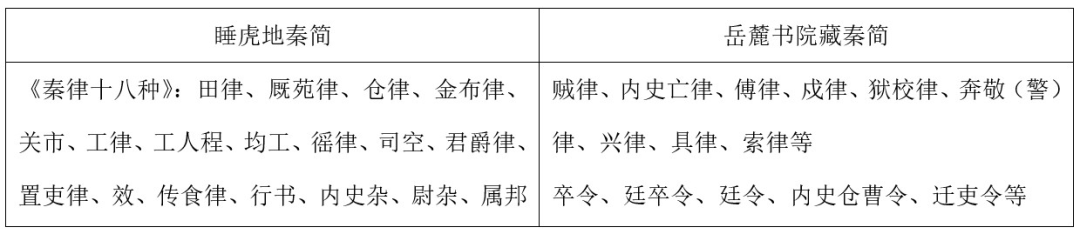 睡虎地秦简
岳麓书院藏秦简
《秦律十八种》：田律、厩苑律、仓律、金布律、
关市、工律、工人程、均工、徭律、司空、君爵律、
置吏律、效、传食律、行书、内史杂、尉杂、属邦
贼律、内史亡律、傅律、戍律、狱校律、奔敬（警）
律、兴律、具律、索律等
卒令、廷卒令、廷令、内史仓曹令、迁吏令等